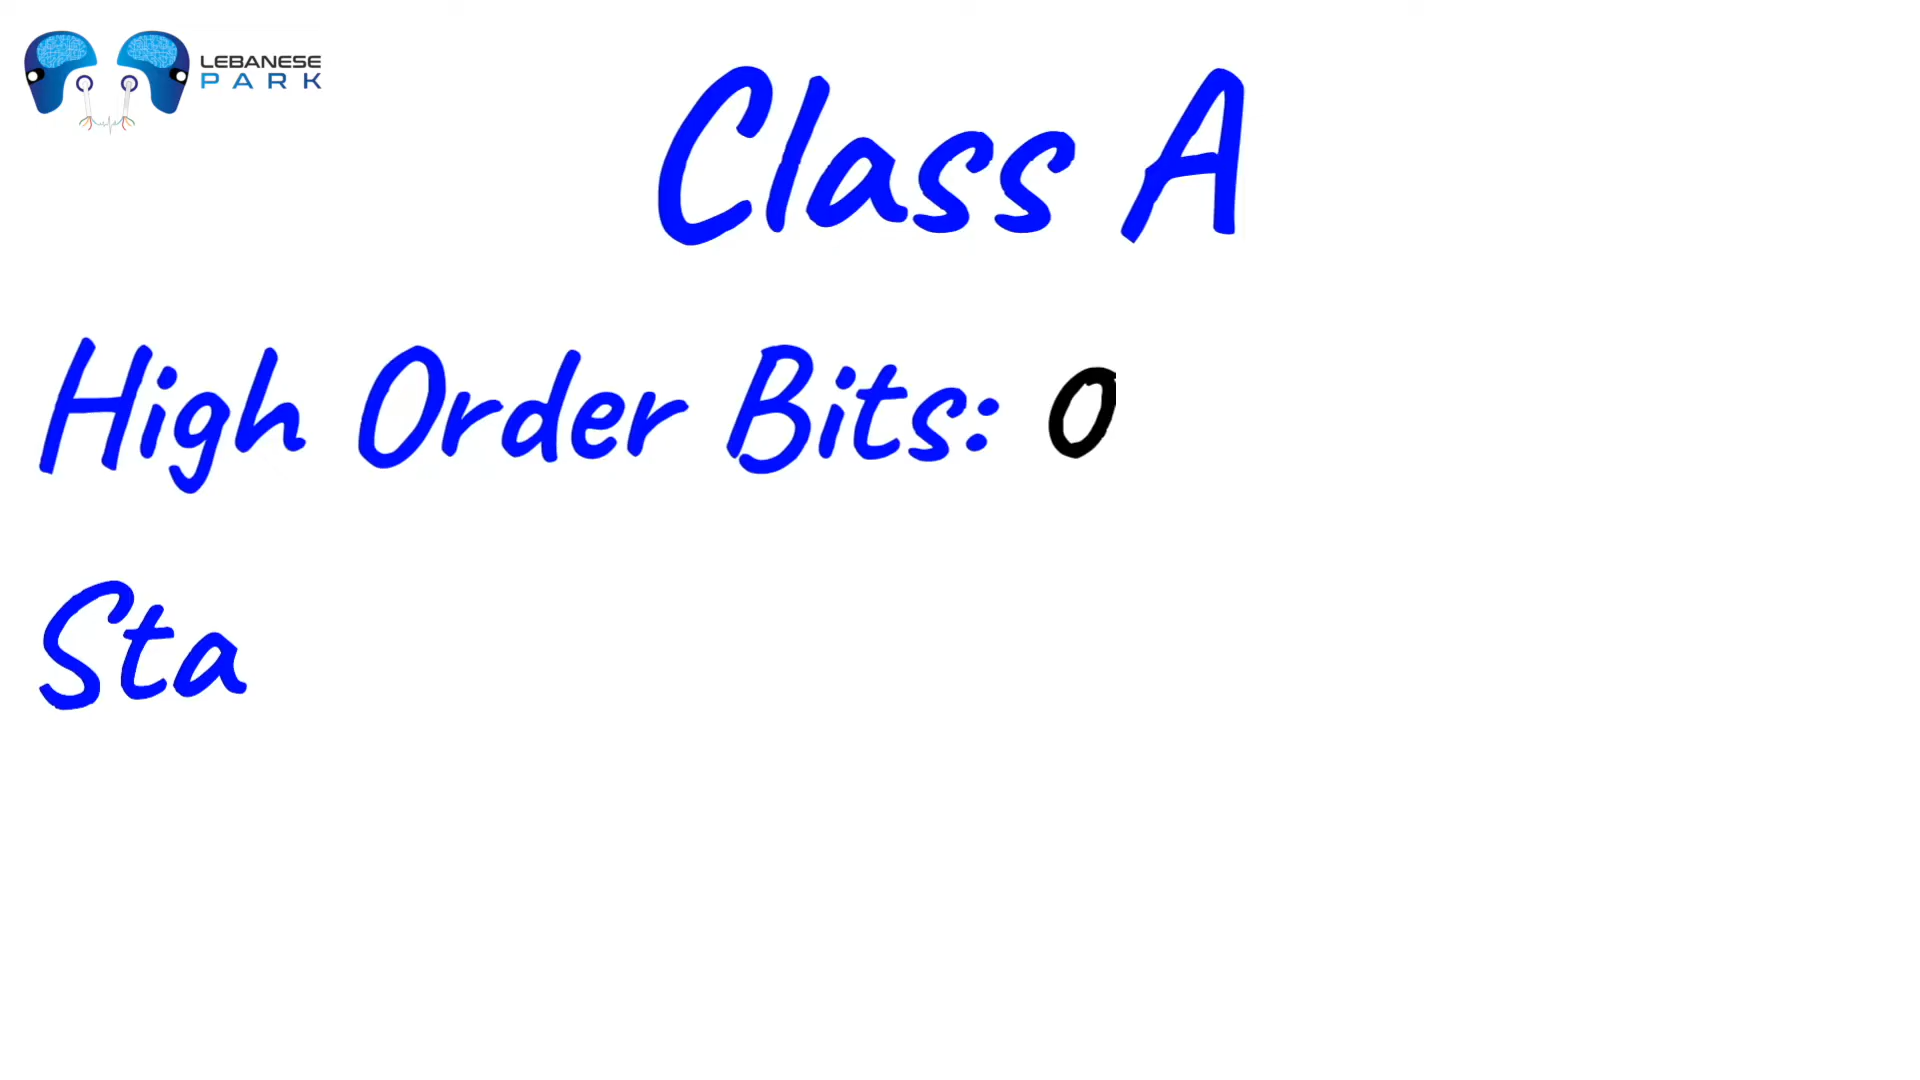 LEBANESE
PARK
Class A
High Order Bits: 0
Sta